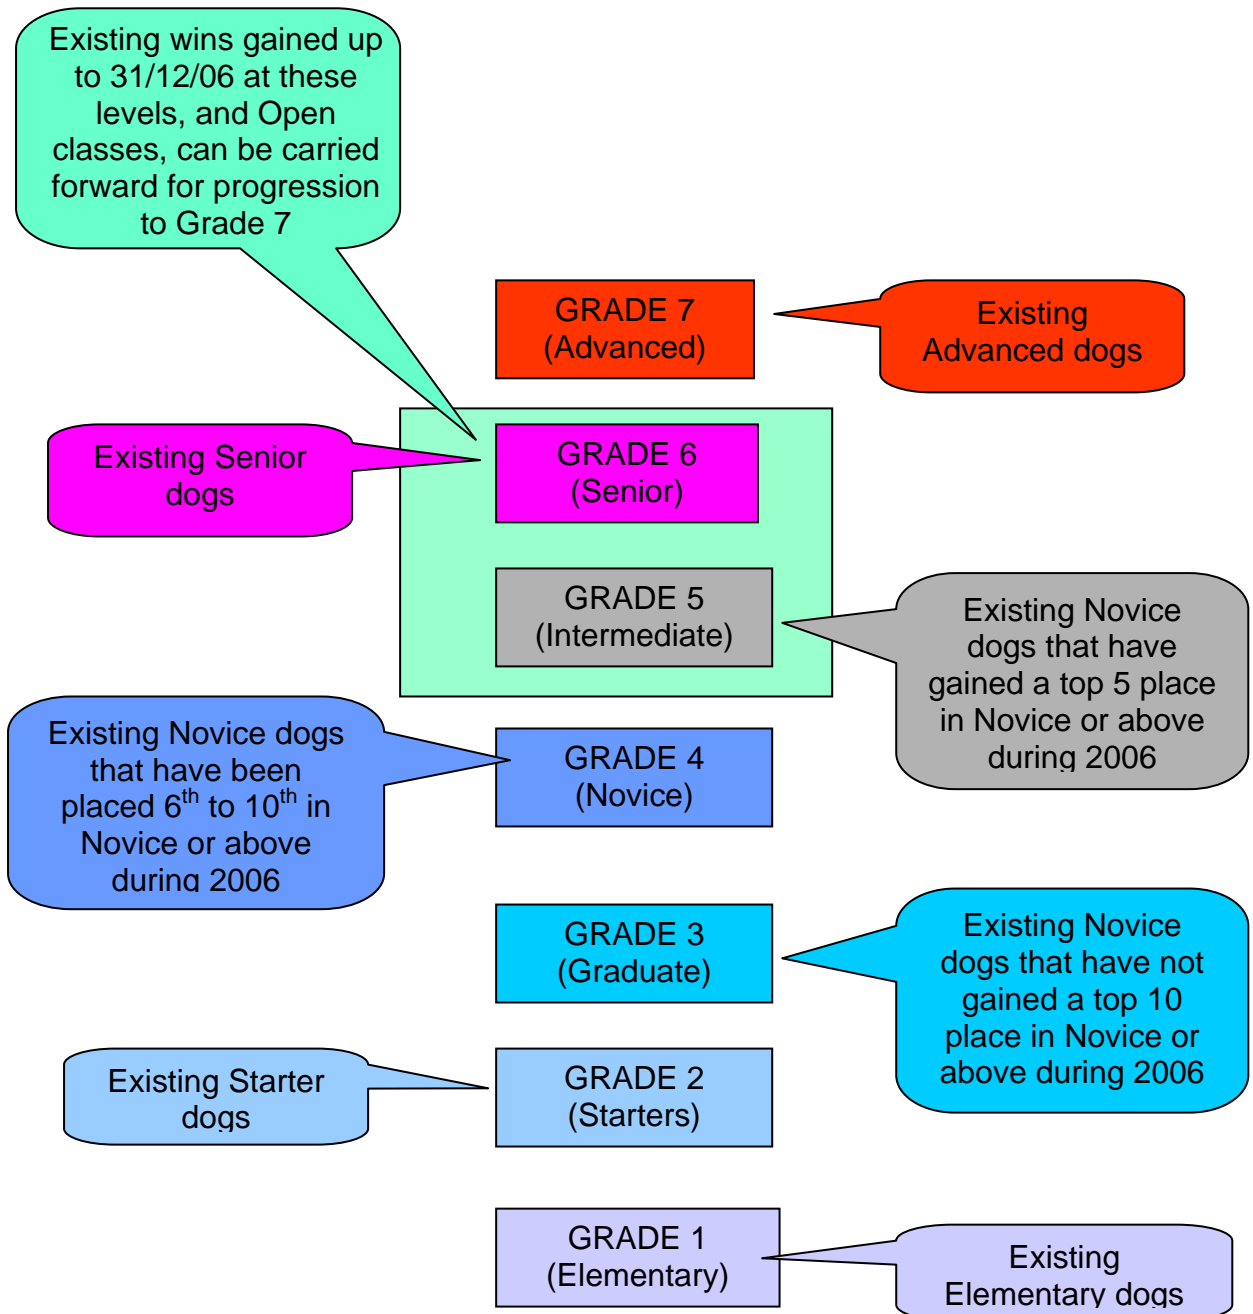 Existing wins gained up
to 31/12/06 at these
levels, and Open
classes, can be carried
forward for progression
to Grade 7
GRADE 7
(Advanced)
Existing
Advanced dogs
Existing Senior
dogs
GRADE 6
(Senior)
GRADE 5
(Intermediate)
Existing Novice
dogs that have
gained a top 5 place
in Novice or above
during 2006
Existing Novice dogs
that have been
placed 6th to 10th in
Novice or above
during 2006
GRADE 4
(Novice)
GRADE 3
(Graduate)
Existing Novice
dogs that have not
gained a top 10
place in Novice or
above during 2006
Existing Starter
dogs
GRADE 2
(Starters)
GRADE 1
(Elementary)
Existing
Elementary dogs